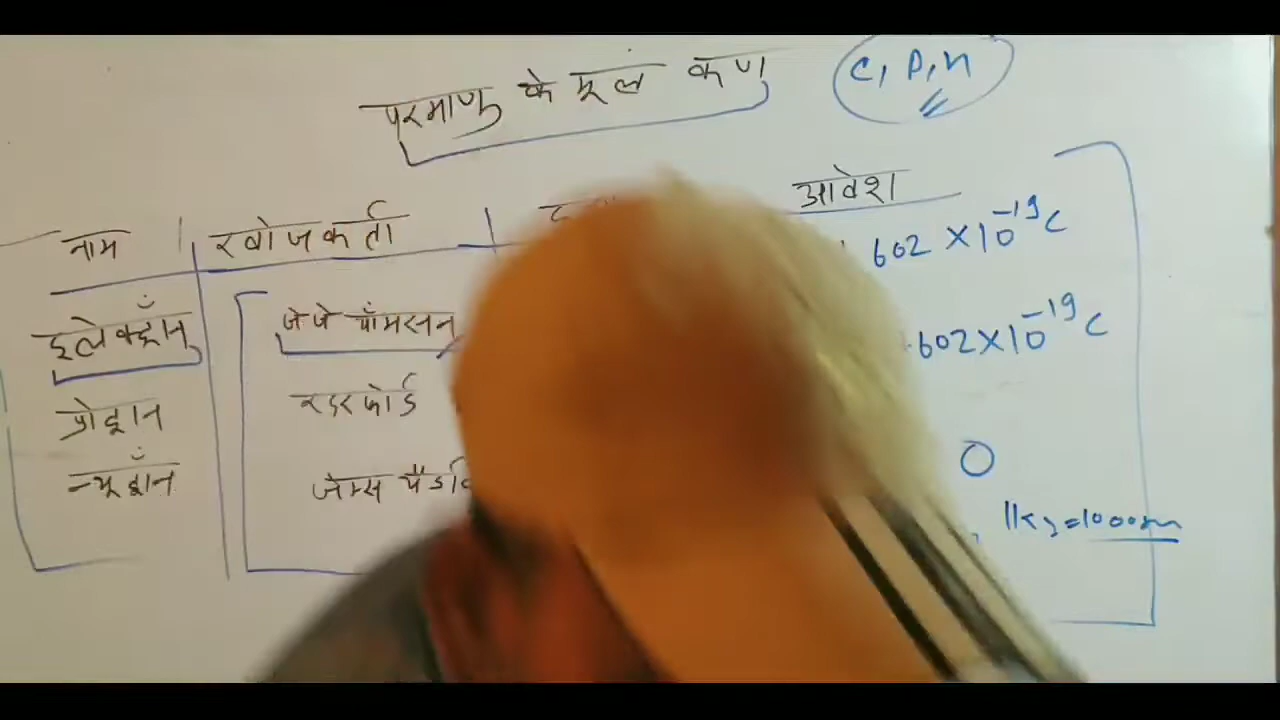 परमाणु के मूल कण e, p, n
नाम खोजकर्ता आवेश
602 × 10⁻¹⁹ C
इलेक्ट्रॉन जे जे थॉमसन
.602 × 10⁻¹⁹ C
प्रोट्रान रदरफोर्ड
न्यूट्रॉन जेम्स चैडवि 0
1kg = 1000gm